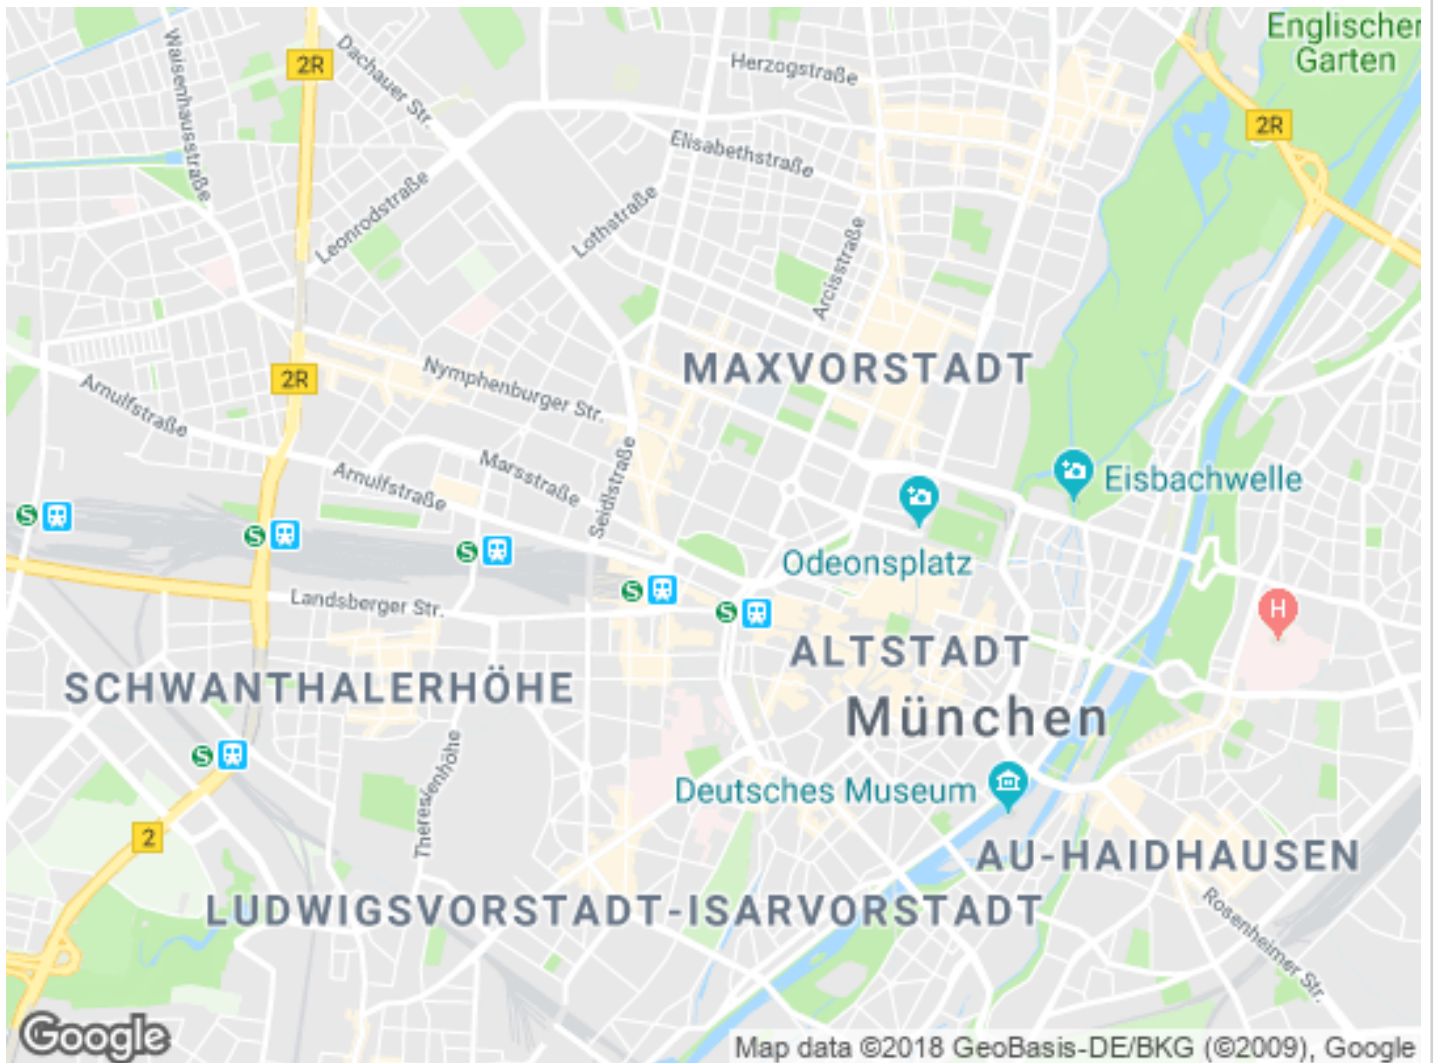 Englischer
Garten
2R
Dachauer Str.
Waisenhausstraße
Herzogstraße
2R
Elisabethstraße
Leonrodstraße
Lothstraße
Arcisstraße
MAXVORSTADT
2R
Nymphenburger Str.
Arnulfstraße
Marsstraße
Arnulfstraße
Seidlstraße
Eisbachwelle
S
S
S
Odeonsplatz
S
S
H
Landsberger Str.
ALTSTADT
SCHWANTHALERHÖHE
München
S
Theresienhöhe
Deutsches Museum
2
AU-HAIDHAUSEN
LUDWIGSVORSTADT-ISARVORSTADT
Rosenheimer Str.
Google
Map data ©2018 GeoBasis-DE/BKG (©2009), Google